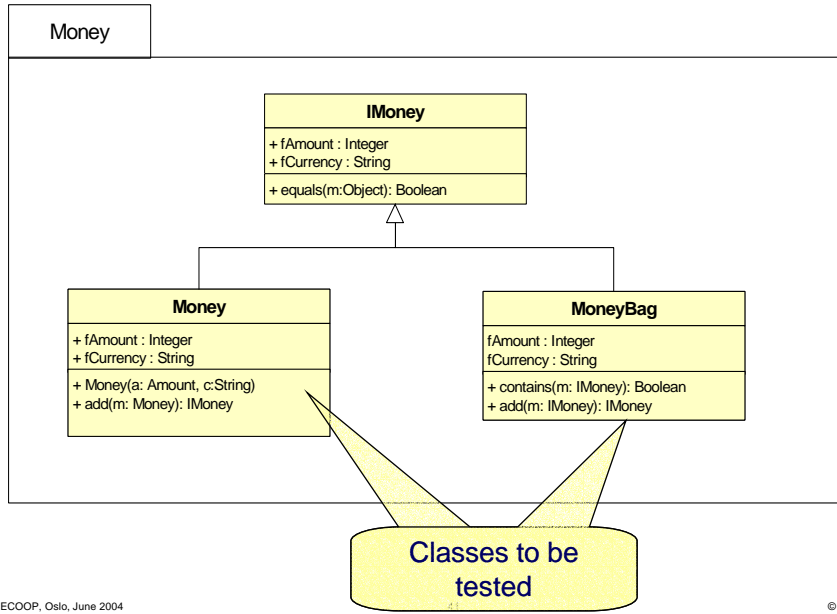 Money
IMoney
+ fAmount : Integer
+ fCurrency : String
+ equals(m:Object): Boolean
Money
+ fAmount : Integer
+ fCurrency : String
+ Money(a: Amount, c:String)
+ add(m: Money): IMoney
MoneyBag
fAmount : Integer
fCurrency : String
+ contains(m: IMoney): Boolean
+ add(m: IMoney): IMoney
Classes to be
tested
ECOOP, Oslo, June 2004
©